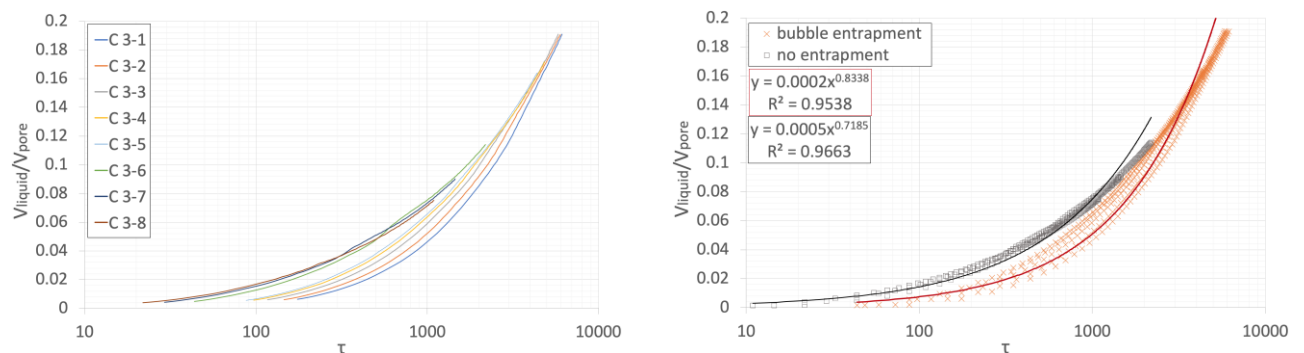 0.2
0.18
0.16
0.14
0.12
0.1
0.08
0.06
0.04
0.02
0
Vliquid/Vpore
C 3-1
C 3-2
C 3-3
C 3-4
C 3-5
C 3-6
C 3-7
C 3-8
10 100 1000 10000
τ
0.2
0.18
0.16
0.14
0.12
0.1
0.08
0.06
0.04
0.02
0
Vliquid/Vpore
bubble entrapment
no entrapment
y = 0.0002x^0.8338
R² = 0.9538
y = 0.0005x^0.7185
R² = 0.9663
10 100 1000 10000
τ